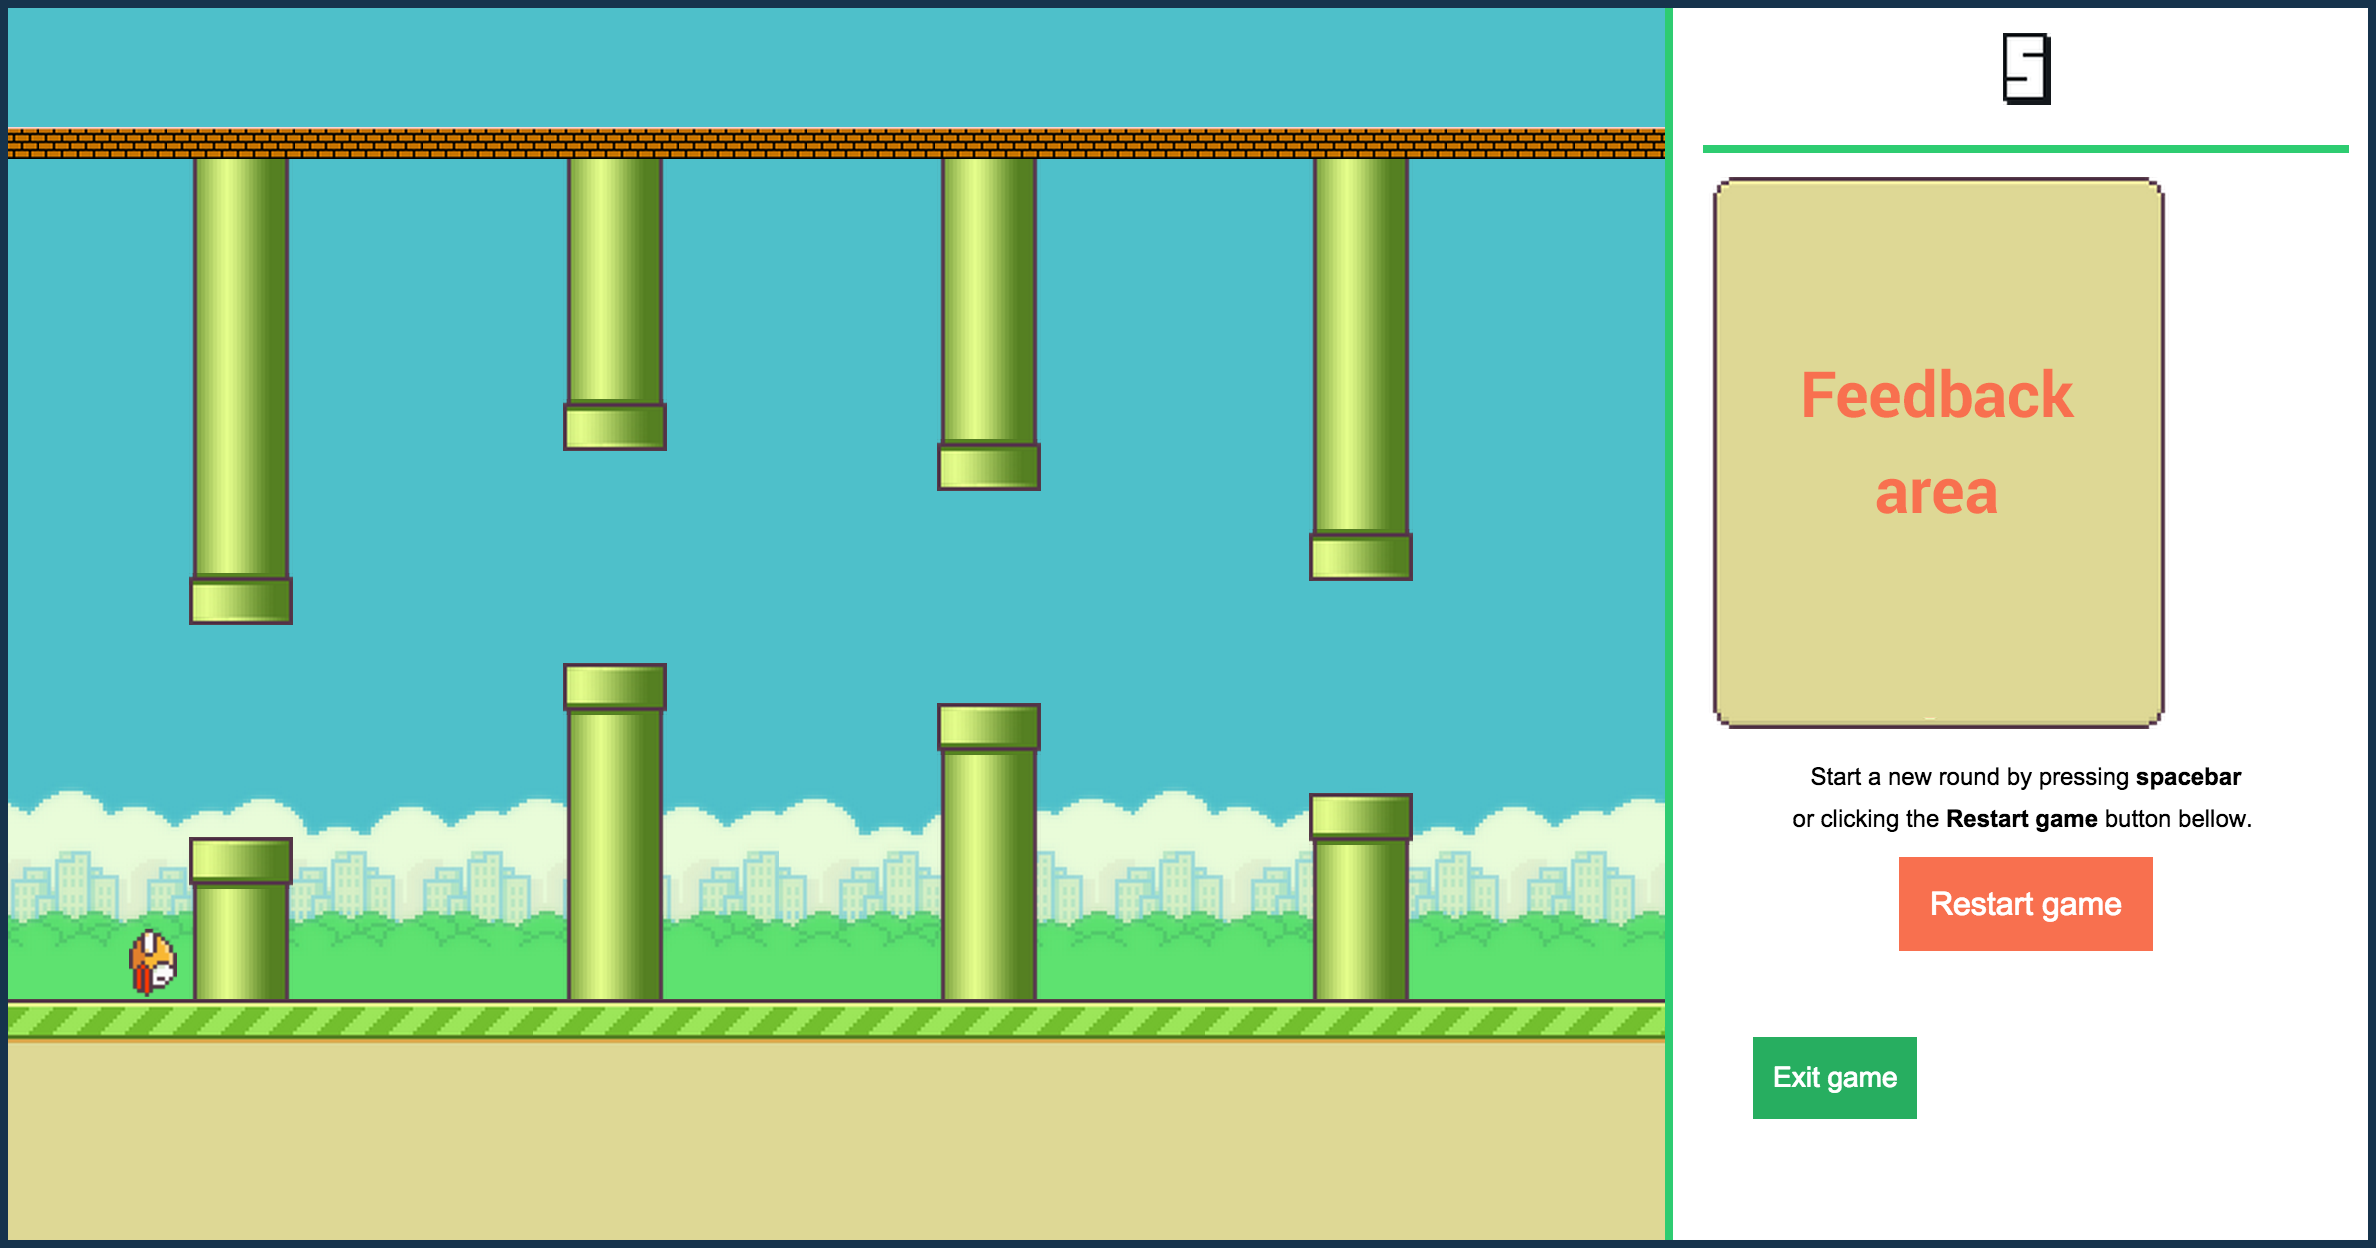 5
Feedback
area
Start a new round by pressing spacebar
or clicking the Restart game button bellow.
Restart game
Exit game